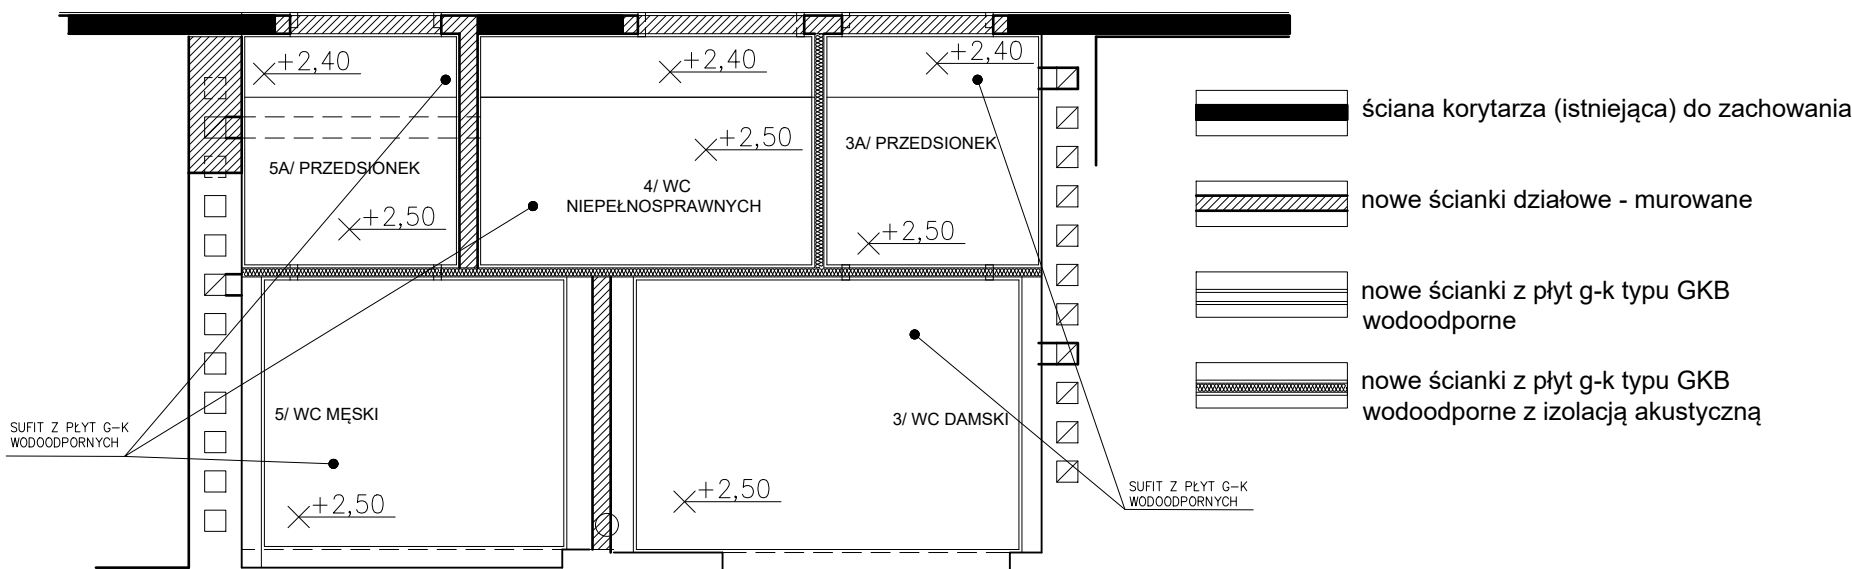 +2,40
+2,40
+2,40
+2,50
3A/ PRZEDSIONEK
5A/ PRZEDSIONEK
4/ WC
NIEPEŁNOSPRAWNYCH
+2,50
+2,50
5/ WC MĘSKI
3/ WC DAMSKI
SUFIT Z PŁYT G-K
WODOODPORNYCH
+2,50
+2,50
SUFIT Z PŁYT G-K
WODOODPORNYCH
ściana korytarza (istniejąca) do zachowania
nowe ścianki działowe - murowane
nowe ścianki z płyt g-k typu GKB
wodoodporne
nowe ścianki z płyt g-k typu GKB
wodoodporne z izolacją akustyczną